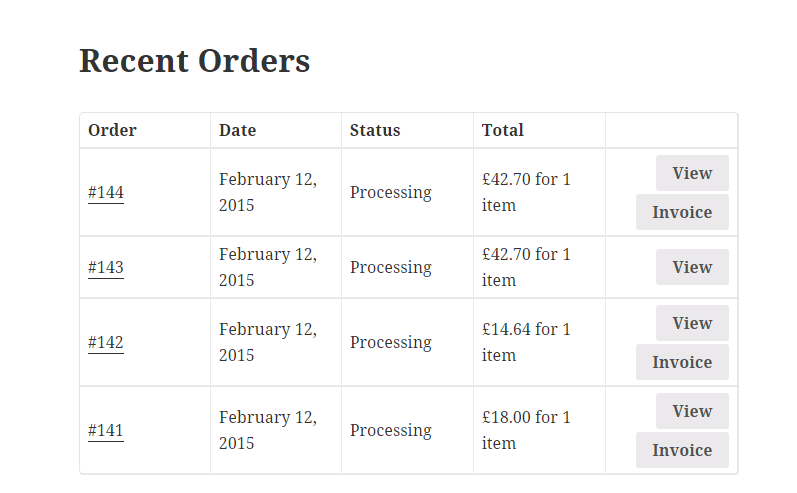 Recent Orders
Order Date Status Total
#144 February 12, 2015 Processing £42.70 for 1 item View
Invoice
#143 February 12, 2015 Processing £42.70 for 1 item View
#142 February 12, 2015 Processing £14.64 for 1 item View
Invoice
#141 February 12, 2015 Processing £18.00 for 1 item View
Invoice